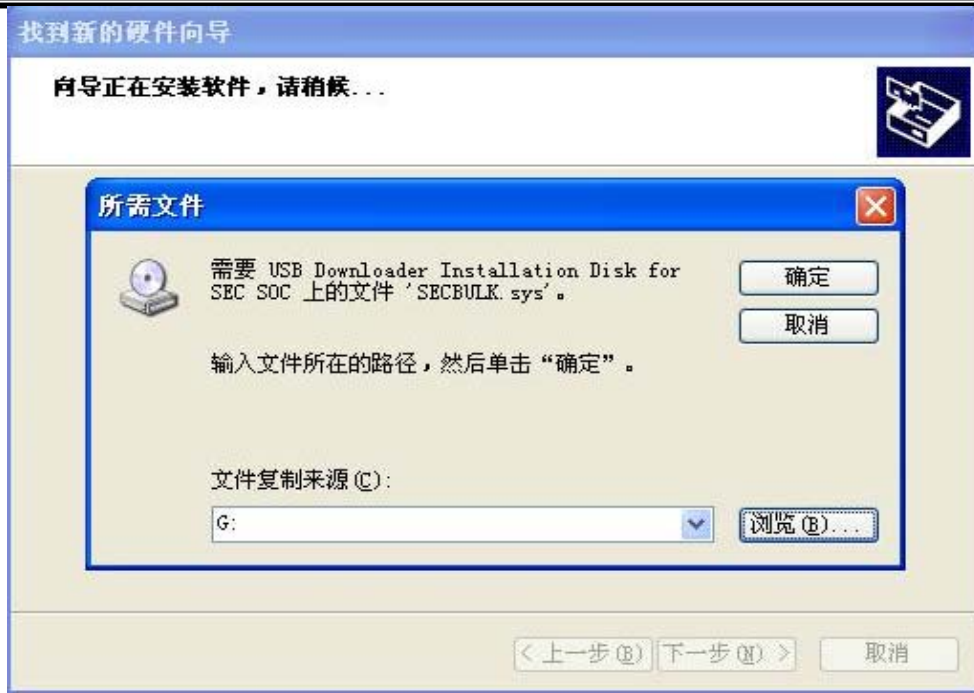 找到新的硬件向导
向导正在安装软件，请稍候...
所需文件
需要 USB Downloader Installation Disk for
SEC SOC 上的文件 'SECBULK.sys'。
确定
取消
输入文件所在的路径，然后单击“确定”。
文件复制来源(C):
G:
浏览(B)...
< 上一步(B)
下一步(N) >
取消